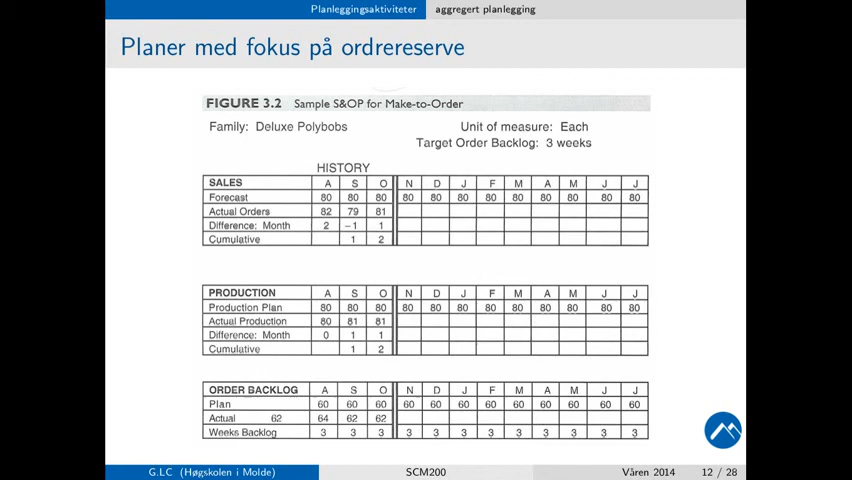 Planleggingsaktiviteter aggregert planlegging
Planer med fokus på ordrereserve
FIGURE 3.2 Sample S&OP for Make-to-Order
Family: Deluxe Polybobs Unit of measure: Each
Target Order Backlog: 3 weeks
HISTORY
SALES A S O N D J F M A M J J
Forecast 80 80 80 80 80 80 80 80 80 80 80 80
Actual Orders 82 79 81
Difference: Month 2 −1 1
Cumulative 1 2
PRODUCTION A S O N D J F M A M J J
Production Plan 80 80 80 80 80 80 80 80 80 80 80 80
Actual Production 80 81 81
Difference: Month 0 1 1
Cumulative 1 2
ORDER BACKLOG A S O N D J F M A M J J
Plan 60 60 60 60 60 60 60 60 60 60 60 60
Actual 62 64 62 62
Weeks Backlog 3 3 3 3 3 3 3 3 3 3 3 3
G.LC (Høgskolen i Molde) SCM200 Våren 2014 12 / 28